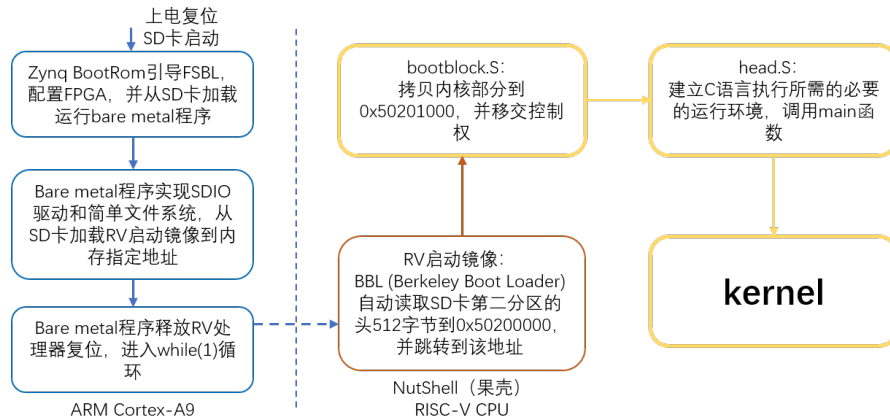 上电复位
SD卡启动
Zynq BootRom引导FSBL,
配置FPGA，并从SD卡加载
运行bare metal程序
Bare metal程序实现SDIO
驱动和简单文件系统，从
SD卡加载RV启动镜像到内
存指定地址
Bare metal程序释放RV处
理器复位，进入while(1)循
环
ARM Cortex-A9
bootblock.S:
拷贝内核部分到
0x50201000，并移交控制
权
head.S:
建立C语言执行所需的必要
的运行环境，调用main函
数
RV启动镜像：
BBL (Berkeley Boot Loader)
自动读取SD卡第二分区的
头512字节到0x50200000,
并跳转到该地址
kernel
NutShell（果壳）
RISC-V CPU